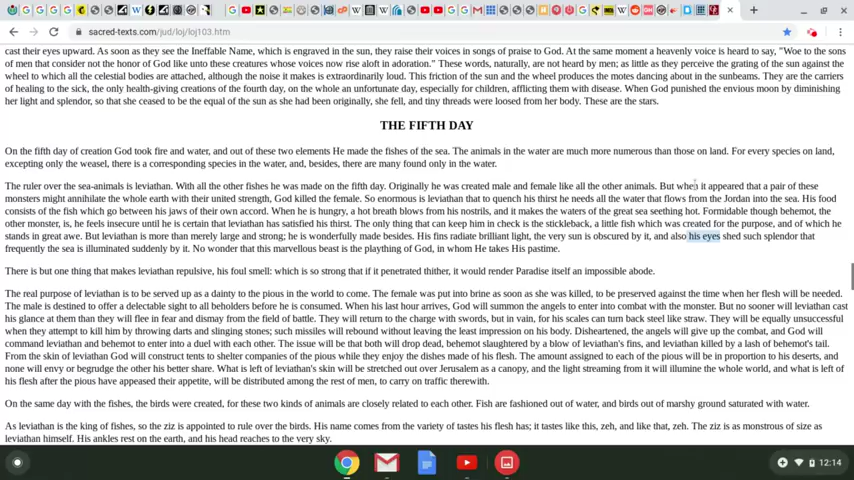 sacred-texts.com/jud/loj/loj103.htm
cast their eyes upward. As soon as they see the Ineffable Name, which is engraved in the sun, they raise their voices in songs of praise to God. At the same moment a heavenly voice is heard to say, "Woe to the sons
of men that consider not the honor of God like unto these creatures whose voices now rise aloft in adoration." These words, naturally, are not heard by men; as little as they perceive the grating of the sun against the
wheel to which all the celestial bodies are attached, although the noise it makes is extraordinarily loud. This friction of the sun and the wheel produces the motes dancing about in the sunbeams. They are the carriers
of healing to the sick, the only health-giving creations of the fourth day, on the whole an unfortunate day, especially for children, afflicting them with disease. When God punished the envious moon by diminishing
her light and splendor, so that she ceased to be the equal of the sun as she had been originally, she fell, and tiny threads were loosed from her body. These are the stars.
THE FIFTH DAY
On the fifth day of creation God took fire and water, and out of these two elements He made the fishes of the sea. The animals in the water are much more numerous than those on land. For every species on land,
excepting only the weasel, there is a corresponding species in the water, and, besides, there are many found only in the water.
The ruler over the sea-animals is leviathan. With all the other fishes he was made on the fifth day. Originally he was created male and female like all the other animals. But when it appeared that a pair of these
monsters might annihilate the whole earth with their united strength, God killed the female. So enormous is leviathan that to quench his thirst he needs all the water that flows from the Jordan into the sea. His food
consists of the fish which go between his jaws of their own accord. When he is hungry, a hot breath blows from his nostrils, and it makes the waters of the great sea seething hot. Formidable though behemot, the
other monster, is, he feels insecure until he is certain that leviathan has satisfied his thirst. The only thing that can keep him in check is the stickleback, a little fish which was created for the purpose, and of which he
stands in great awe. But leviathan is more than merely large and strong; he is wonderfully made besides. His fins radiate brilliant light, the very sun is obscured by it, and also his eyes shed such splendor that
frequently the sea is illuminated suddenly by it. No wonder that this marvellous beast is the plaything of God, in whom He takes His pastime.
There is but one thing that makes leviathan repulsive, his foul smell: which is so strong that if it penetrated thither, it would render Paradise itself an impossible abode.
The real purpose of leviathan is to be served up as a dainty to the pious in the world to come. The female was put into brine as soon as she was killed, to be preserved against the time when her flesh will be needed.
The male is destined to offer a delectable sight to all beholders before he is consumed. When his last hour arrives, God will summon the angels to enter into combat with the monster. But no sooner will leviathan cast
his glance at them than they will flee in fear and dismay from the field of battle. They will return to the charge with swords, but in vain, for his scales can turn back steel like straw. They will be equally unsuccessful
when they attempt to kill him by throwing darts and slinging stones; such missiles will rebound without leaving the least impression on his body. Disheartened, the angels will give up the combat, and God will
command leviathan and behemot to enter into a duel with each other. The issue will be that both will drop dead, behemot slaughtered by a blow of leviathan's fins, and leviathan killed by a lash of behemot's tail.
From the skin of leviathan God will construct tents to shelter companies of the pious while they enjoy the dishes made of his flesh. The amount assigned to each of the pious will be in proportion to his deserts, and
none will envy or begrudge the other his better share. What is left of leviathan's skin will be stretched out over Jerusalem as a canopy, and the light streaming from it will illumine the whole world, and what is left of
his flesh after the pious have appeased their appetite, will be distributed among the rest of men, to carry on traffic therewith.
On the same day with the fishes, the birds were created, for these two kinds of animals are closely related to each other. Fish are fashioned out of water, and birds out of marshy ground saturated with water.
As leviathan is the king of fishes, so the ziz is appointed to rule over the birds. His name comes from the variety of tastes his flesh has; it tastes like this, zeh, and like that, zeh. The ziz is as monstrous of size as
leviathan himself. His ankles rest on the earth, and his head reaches to the very sky.
12:14